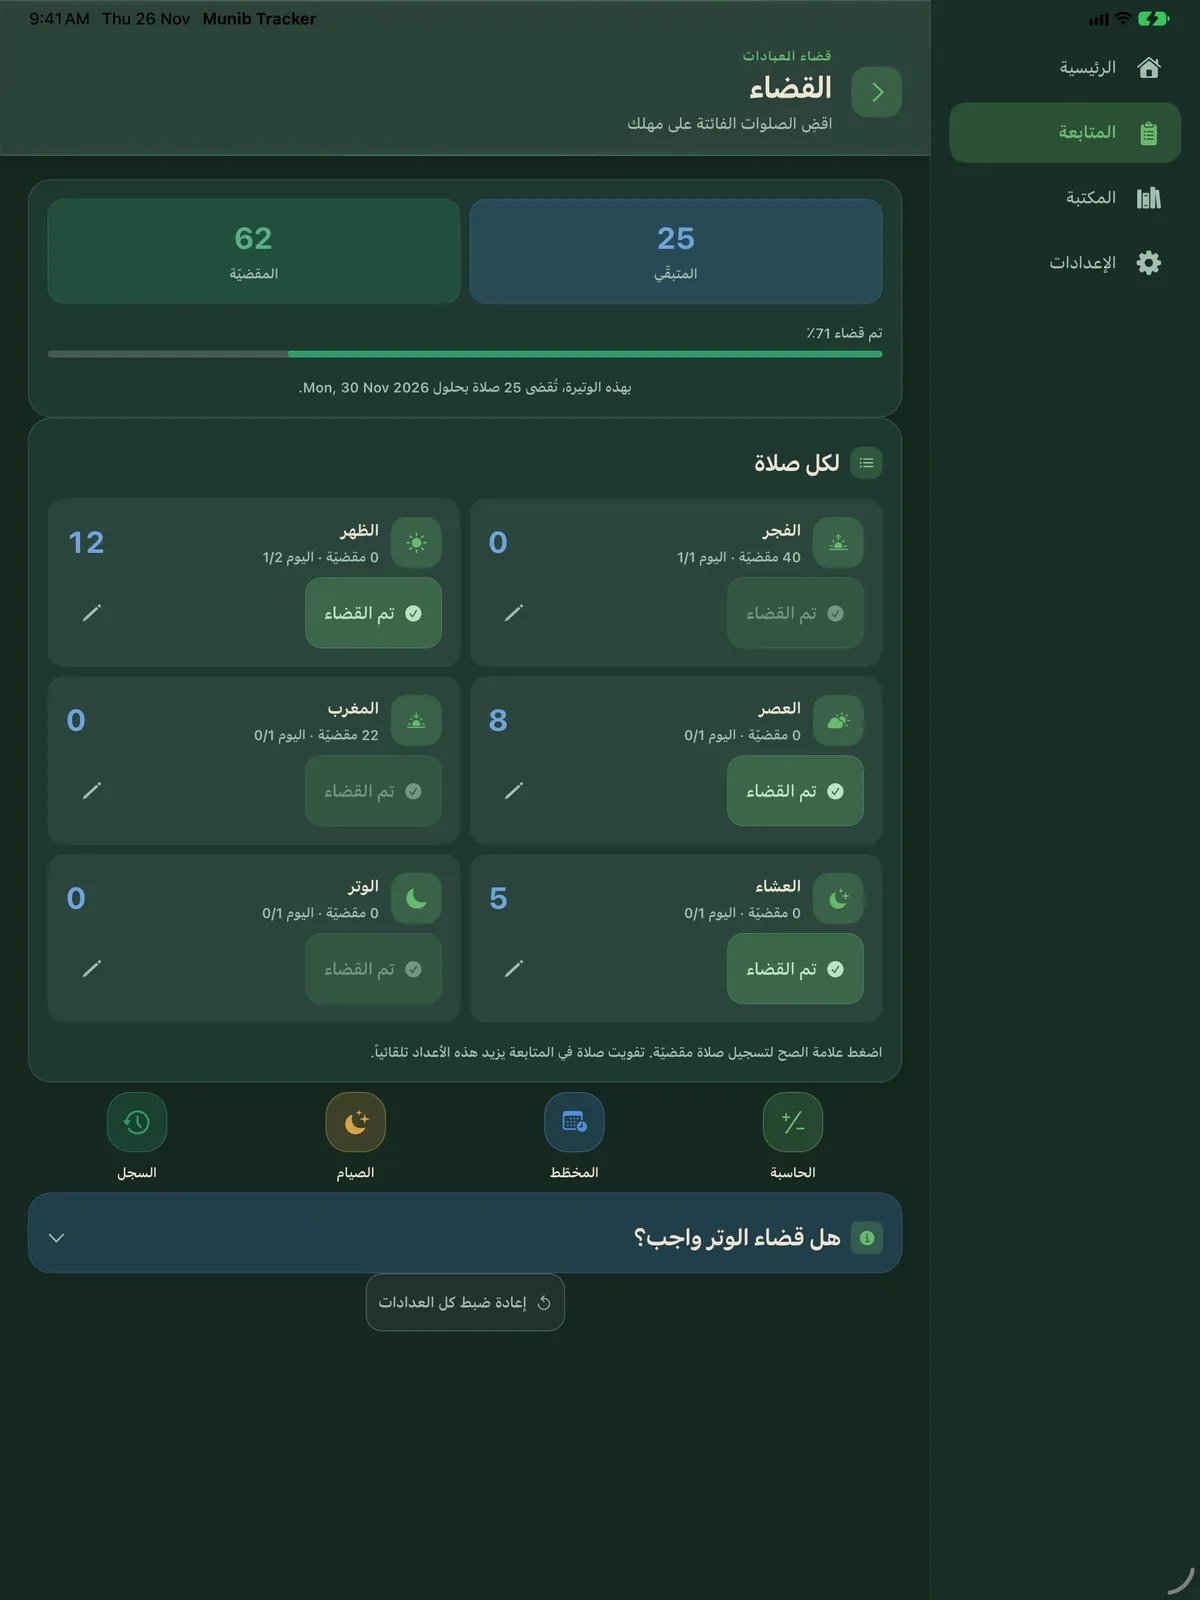 9:41 AM Thu 26 Nov Munib Tracker
الرئيسية
المتابعة
المكتبة
الإعدادات
قضاء العبادات
القضاء
اقضِ الصلوات الفائتة على مهلك
25
المتبقّي
62
المقضيّة
تم قضاء 71٪
بهذه الوتيرة، تُقضى 25 صلاة بحلول Mon, 30 Nov 2026.
لكل صلاة
الفجر
40 مقضيّة · اليوم 1/1
0
تم القضاء
الظهر
0 مقضيّة · اليوم 1/2
12
تم القضاء
العصر
0 مقضيّة · اليوم 0/1
8
تم القضاء
المغرب
22 مقضيّة · اليوم 0/1
0
تم القضاء
العشاء
0 مقضيّة · اليوم 0/1
5
تم القضاء
الوتر
0 مقضيّة · اليوم 0/1
0
تم القضاء
اضغط علامة الصح لتسجيل صلاة مقضيّة. تفويت صلاة في المتابعة يزيد هذه الأعداد تلقائياً.
الحاسبة
المخطّط
الصيام
السجل
هل قضاء الوتر واجب؟
إعادة ضبط كل العدادات